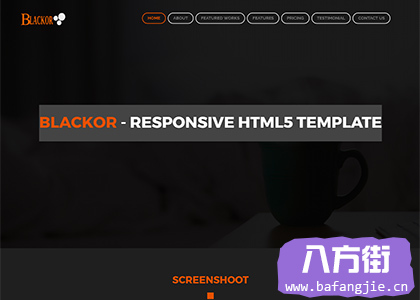 BLACKOR
HOME ABOUT FEATURED WORKS FEATURES PRICING TESTIMONIAL CONTACT US
BLACKOR - RESPONSIVE HTML5 TEMPLATE
SCREENSHOOT
八方街
www.bafangjie.cn